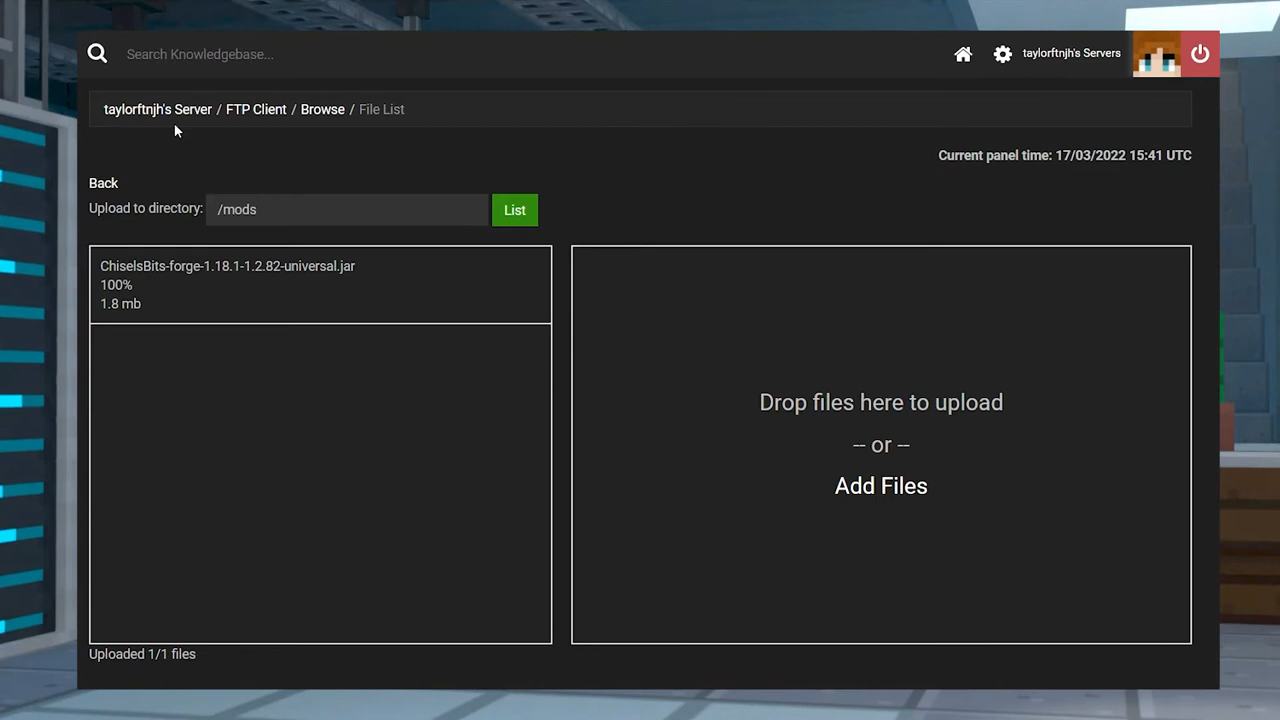 Search Knowledgebase...
taylorftnjh's Servers
taylorftnjh's Server / FTP Client / Browse / File List
Current panel time: 17/03/2022 15:41 UTC
Back
Upload to directory: /mods List
ChiselsBits-forge-1.18.1-1.2.82-universal.jar
100%
1.8 mb
Drop files here to upload
-- or --
Add Files
Uploaded 1/1 files